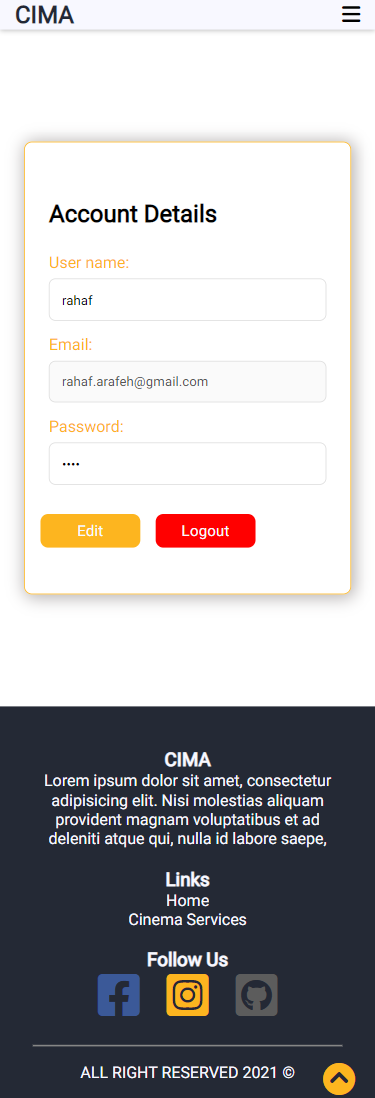 CIMA
Account Details
User name:
rahaf
Email:
rahaf.arafeh@gmail.com
Password:
••••
Edit
Logout
CIMA
Lorem ipsum dolor sit amet, consectetur
adipisicing elit. Nisi molestias aliquam
provident magnam voluptatibus et ad
deleniti atque qui, nulla id labore saepe,
Links
Home
Cinema Services
Follow Us
ALL RIGHT RESERVED 2021 ©